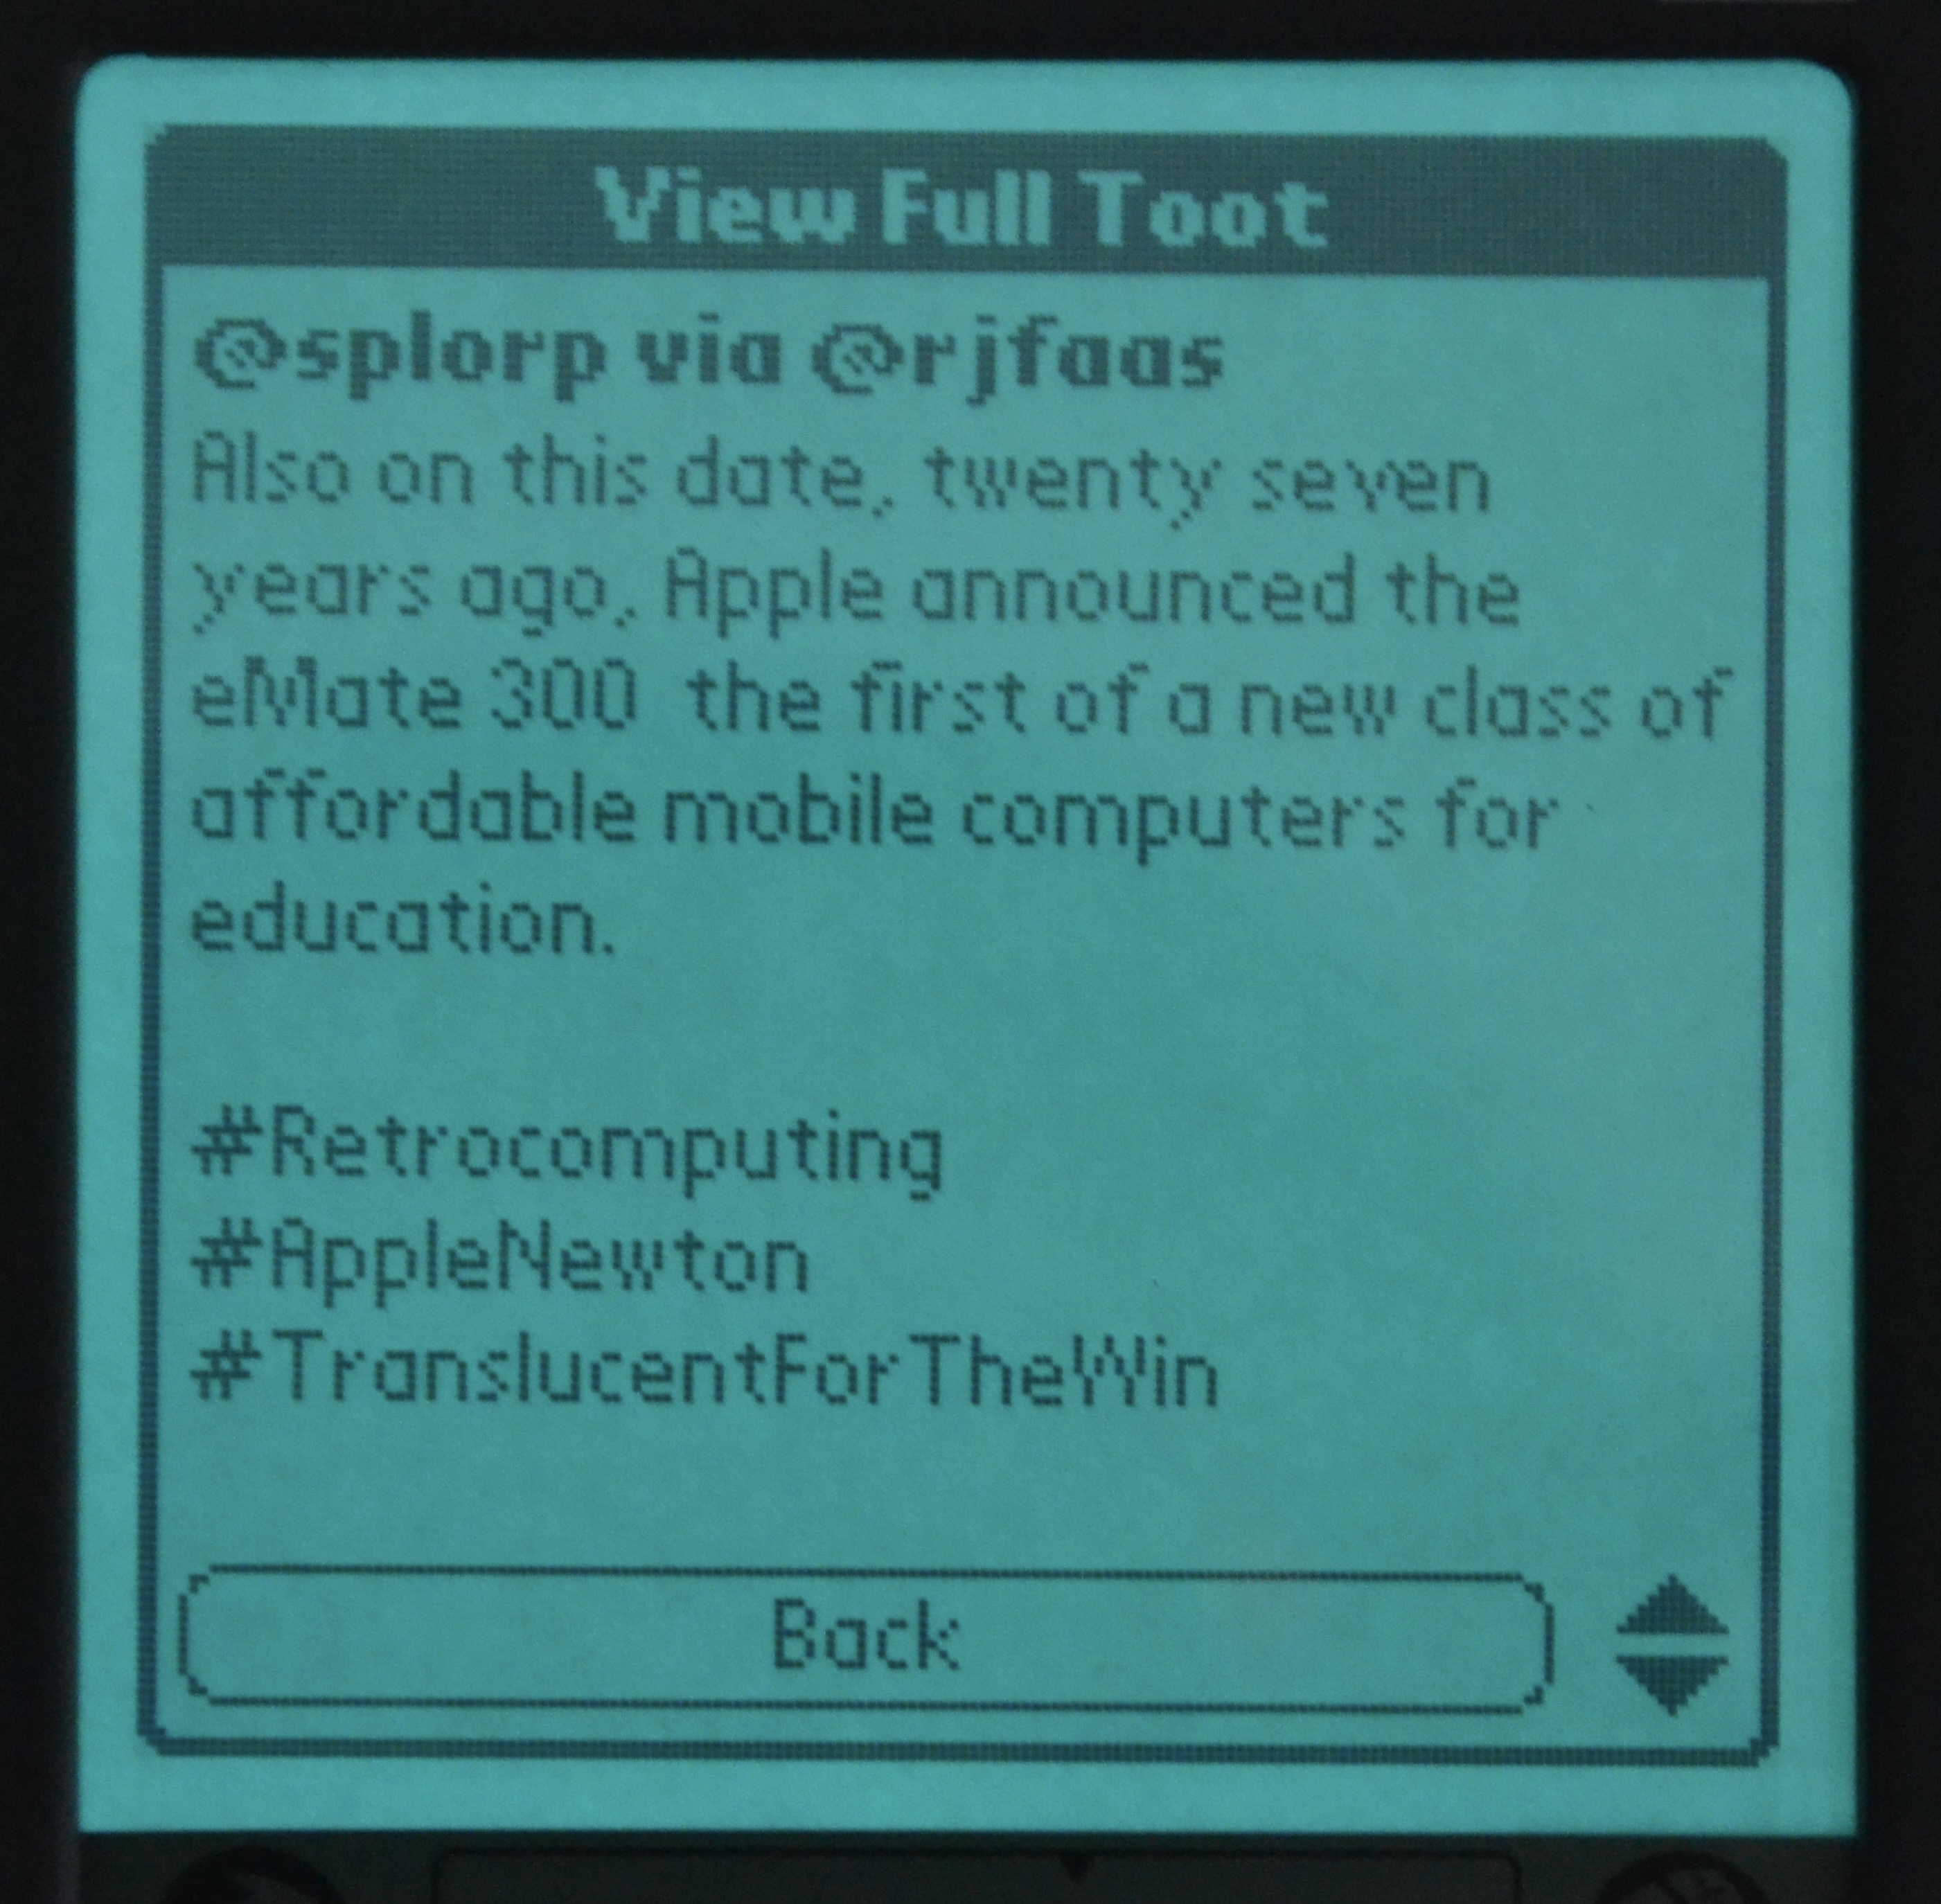 View Full Toot
@splorp via @rjfaas
Also on this date, twenty seven
years ago, Apple announced the
eMate 300  the first of a new class of
affordable mobile computers for
education.
#Retrocomputing
#AppleNewton
#TranslucentForTheWin
Back